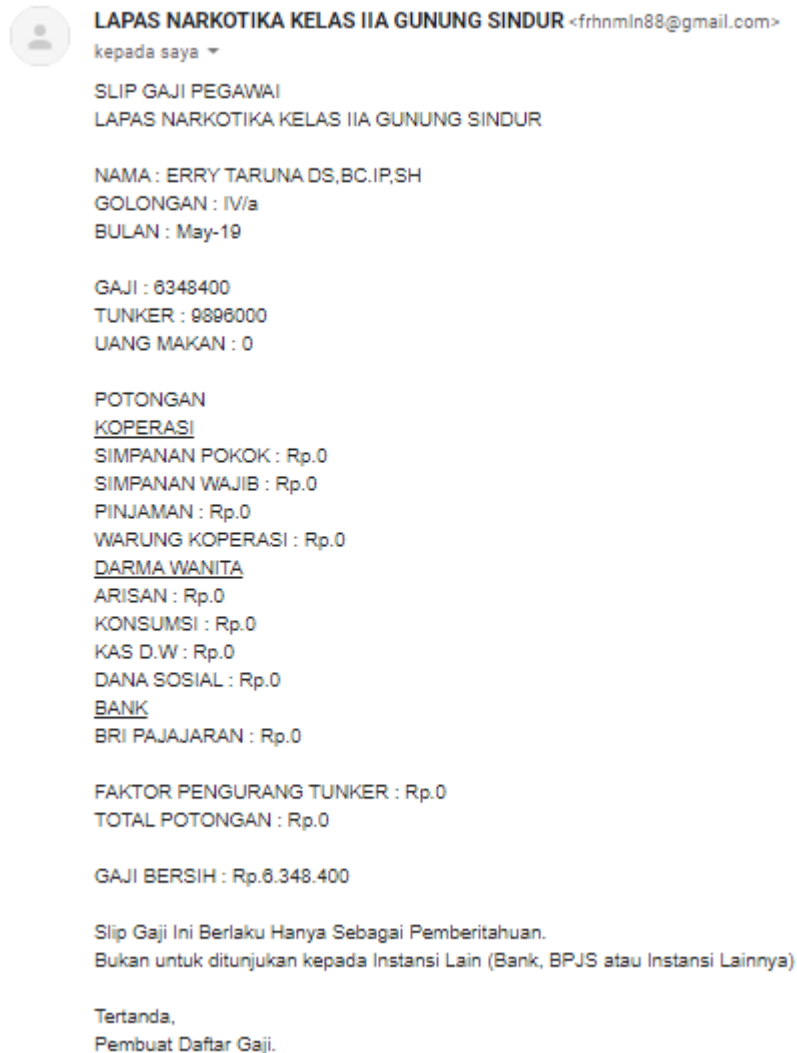 LAPAS NARKOTIKA KELAS IIA GUNUNG SINDUR <frhnmln88@gmail.com>
kepada saya
SLIP GAJI PEGAWAI
LAPAS NARKOTIKA KELAS IIA GUNUNG SINDUR
NAMA : ERRY TARUNA DS,BC.IP,SH
GOLONGAN : IV/a
BULAN : May-19
GAJI : 6348400
TUNKER : 9896000
UANG MAKAN : 0
POTONGAN
KOPERASI
SIMPANAN POKOK : Rp.0
SIMPANAN WAJIB : Rp.0
PINJAMAN : Rp.0
WARUNG KOPERASI : Rp.0
DARMA WANITA
ARISAN : Rp.0
KONSUMSI : Rp.0
KAS D.W : Rp.0
DANA SOSIAL : Rp.0
BANK
BRI PAJAJARAN : Rp.0
FAKTOR PENGURANG TUNKER : Rp.0
TOTAL POTONGAN : Rp.0
GAJI BERSIH : Rp.6.348.400
Slip Gaji Ini Berlaku Hanya Sebagai Pemberitahuan.
Bukan untuk ditunjukan kepada Instansi Lain (Bank, BPJS atau Instansi Lainnya)
Tertanda,
Pembuat Daftar Gaji.